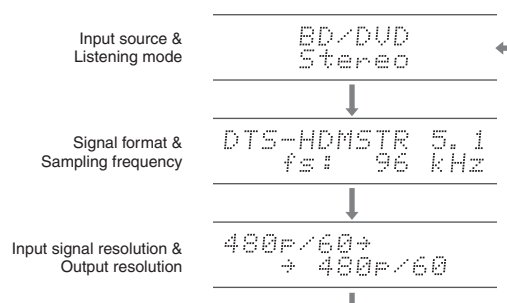 Input source &
Listening mode
BD/DVD
Stereo
Signal format &
Sampling frequency
DTS-HDMSTR 5.1
fs: 96 kHz
Input signal resolution &
Output resolution
480p/60→
→ 480p/60